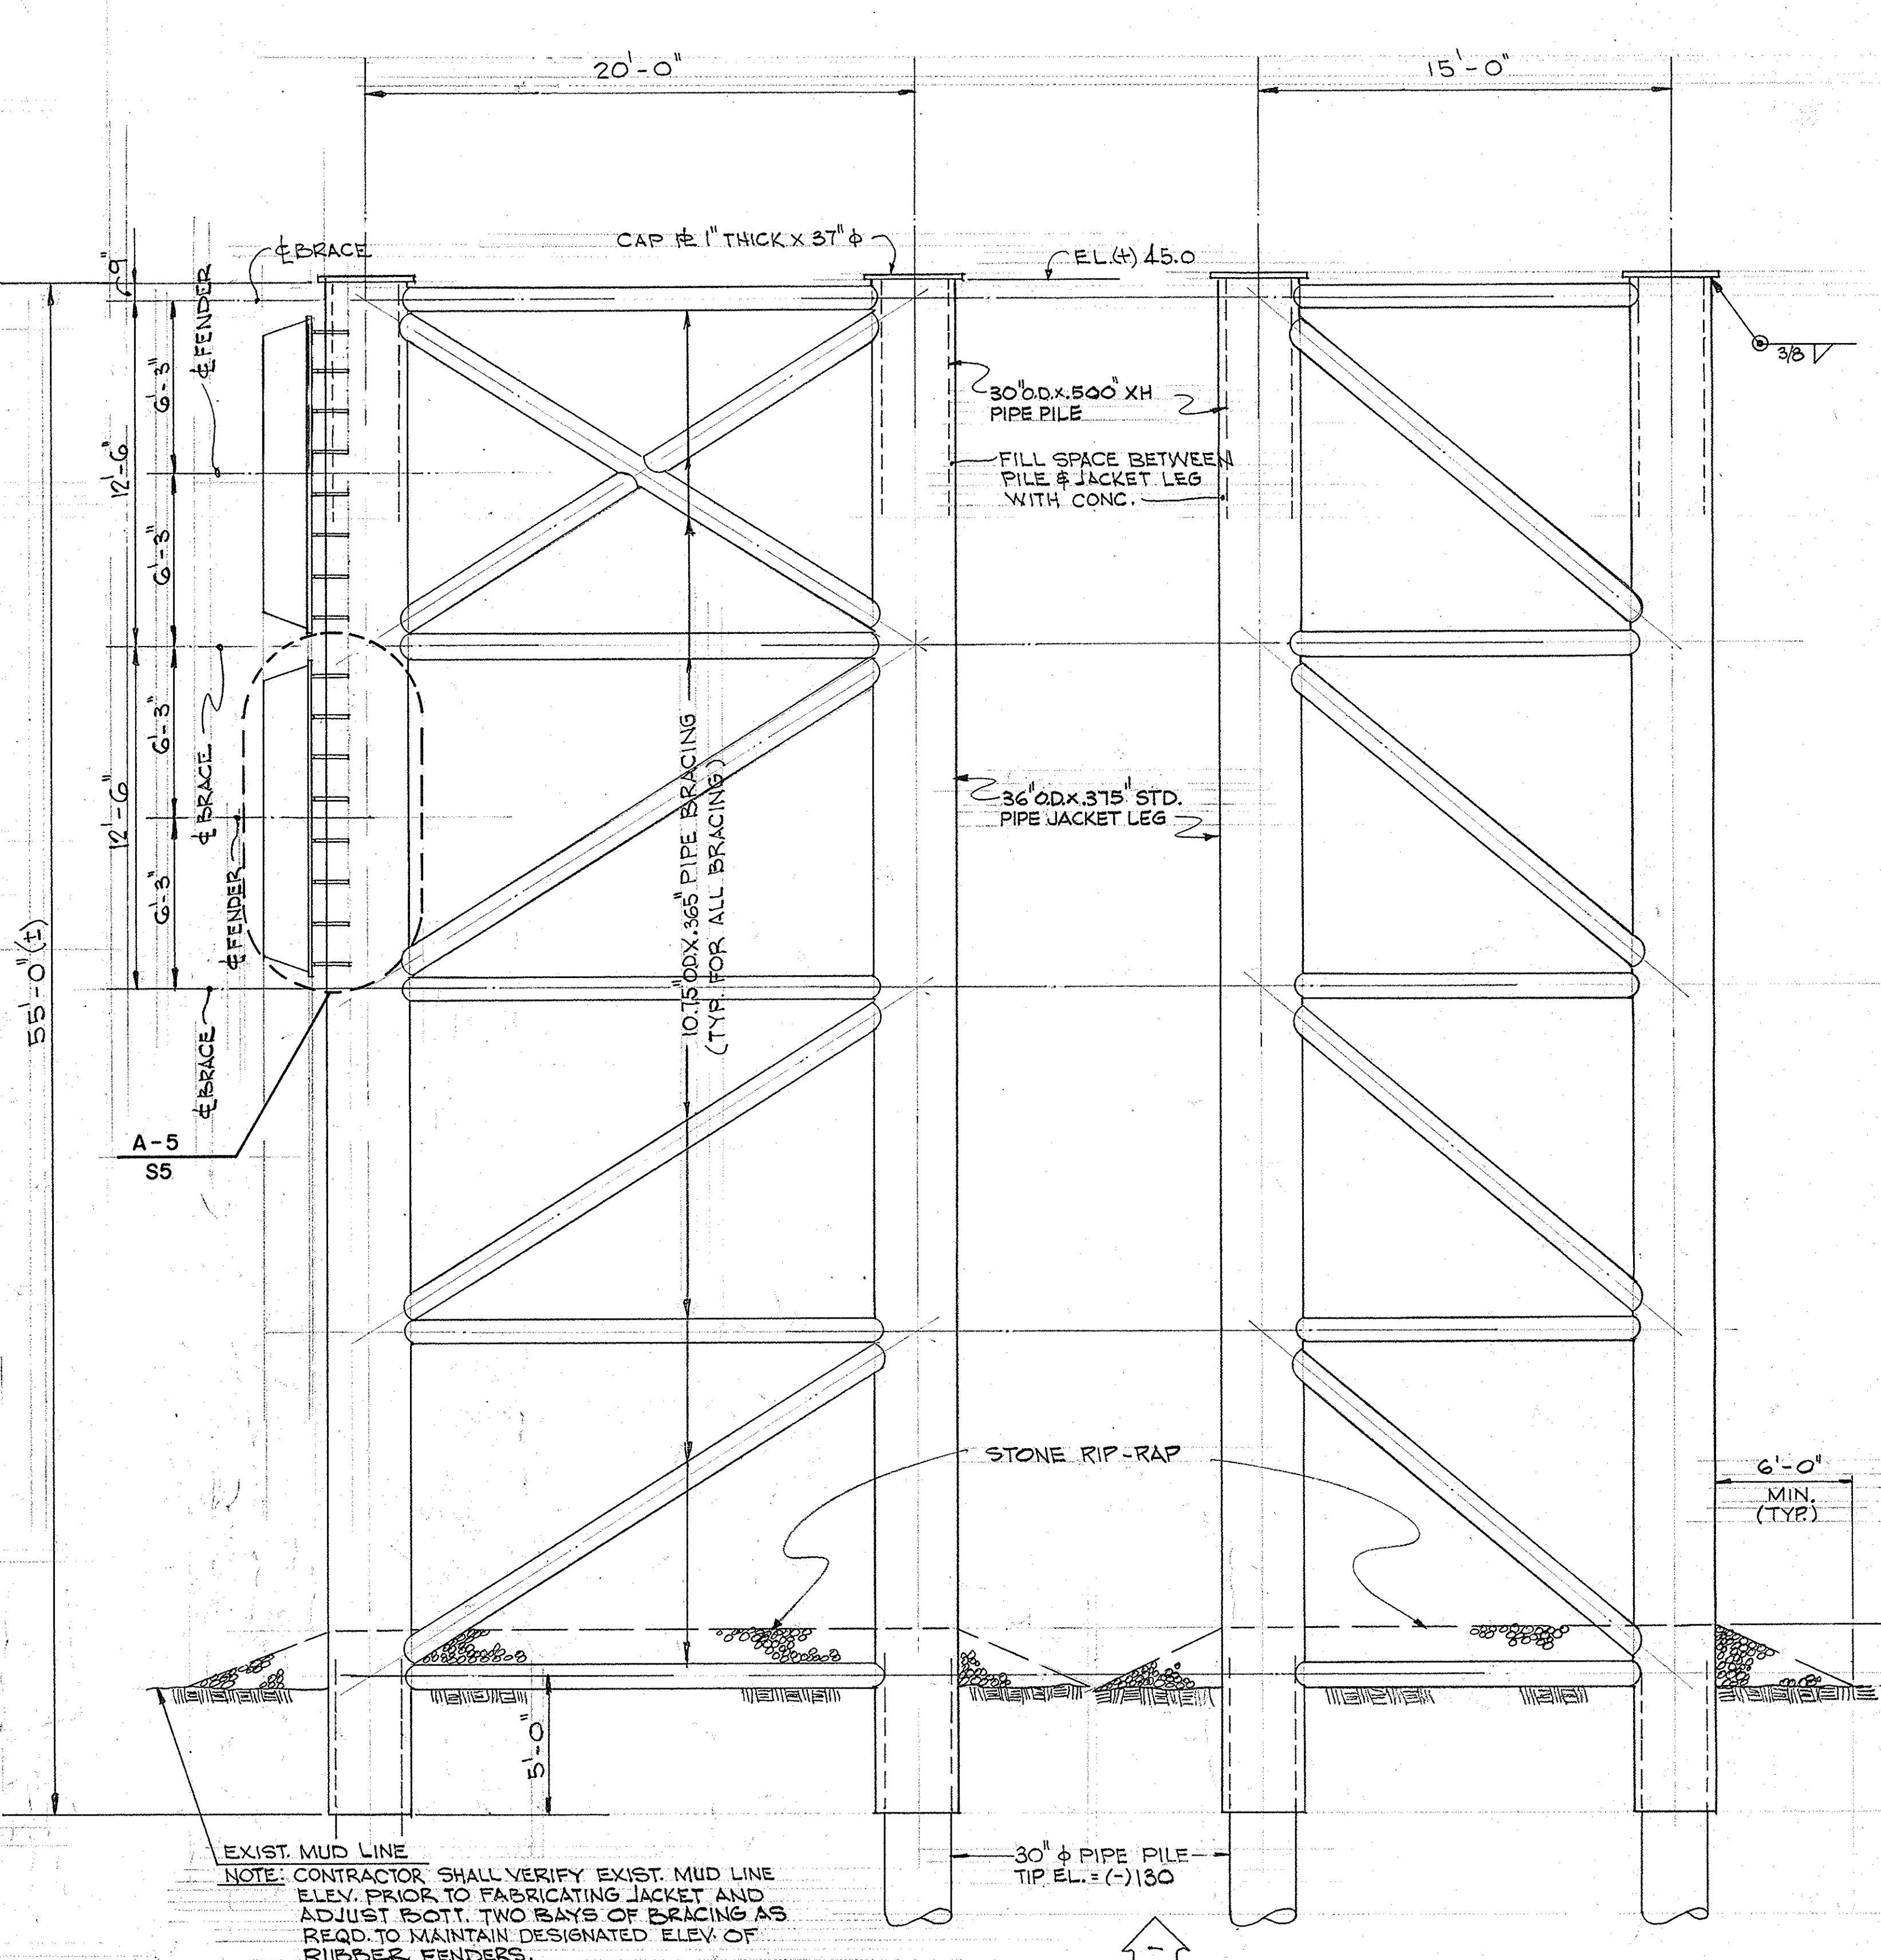 20'-0"
15'-0"
9"
℄ BRACE
CAP ℄ 1" THICK X 37" ϕ
EL.(+) 45.0
℄ FENDER
6'-3"
12'-6"
3/8
30" O.D. X .500" XH
PIPE PILE
FILL SPACE BETWEEN
PILE & JACKET LEG
WITH CONC.
6'-3"
6'-3"
℄ BRACE
12'-6"
℄ FENDER
6'-3"
10.75" O.D. X .365" PIPE BRACING
(TYP. FOR ALL BRACING)
36" O.D. X .375" STD.
PIPE JACKET LEG
55'-0" (±)
℄ BRACE
A-5
S5
STONE RIP-RAP
6'-0"
MIN.
(TYP.)
5'-0"
EXIST. MUD LINE
NOTE: CONTRACTOR SHALL VERIFY EXIST. MUD LINE
ELEV. PRIOR TO FABRICATING JACKET AND
ADJUST BOTT. TWO BAYS OF BRACING AS
REQD. TO MAINTAIN DESIGNATED ELEV. OF
RUBBER FENDERS.
30" ϕ PIPE PILE
TIP EL. = (-) 130